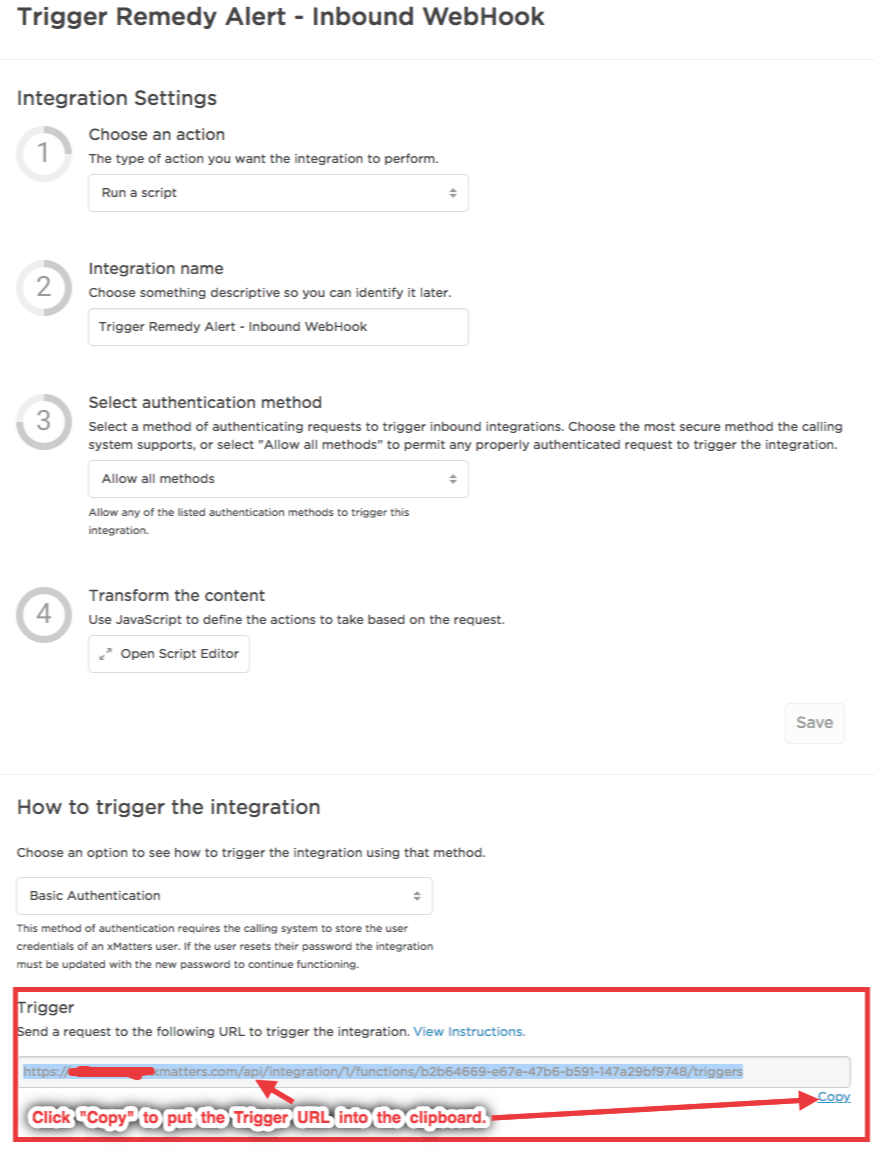 Trigger Remedy Alert - Inbound WebHook
Integration Settings
1
Choose an action
The type of action you want the integration to perform.
Run a script
2
Integration name
Choose something descriptive so you can identify it later.
Trigger Remedy Alert - Inbound WebHook
3
Select authentication method
Select a method of authenticating requests to trigger inbound integrations. Choose the most secure method the calling
system supports, or select "Allow all methods" to permit any properly authenticated request to trigger the integration.
Allow all methods
Allow any of the listed authentication methods to trigger this
integration.
4
Transform the content
Use JavaScript to define the actions to take based on the request.
Open Script Editor
Save
How to trigger the integration
Choose an option to see how to trigger the integration using that method.
Basic Authentication
This method of authentication requires the calling system to store the user
credentials of an xMatters user. If the user resets their password the integration
must be updated with the new password to continue functioning.
Trigger
Send a request to the following URL to trigger the integration. View Instructions.
https:// xmatters.com/api/integration/1/functions/b2b64669-e67e-47b6-b591-147a29bf9748/triggers
Copy
Click "Copy" to put the Trigger URL into the clipboard.